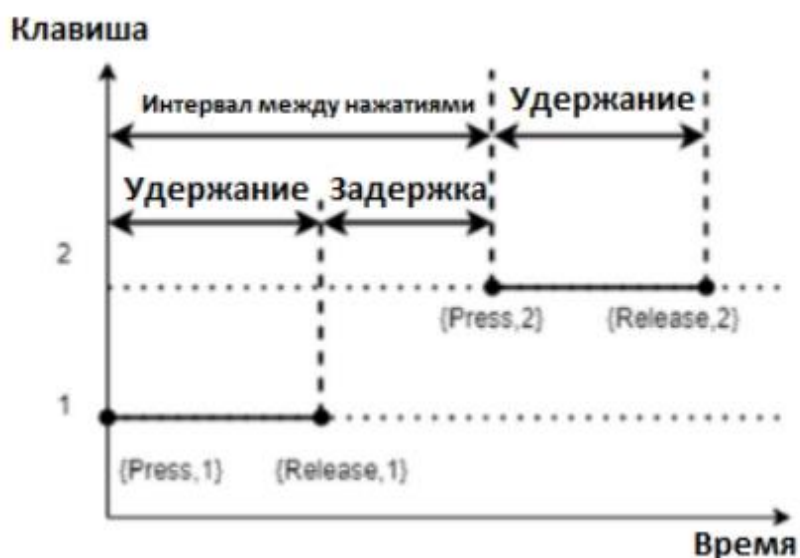 Клавиша
Интервал между нажатиями
Удержание
Удержание
Задержка
2
{Press,2}
{Release,2}
1
{Press,1}
{Release,1}
Время